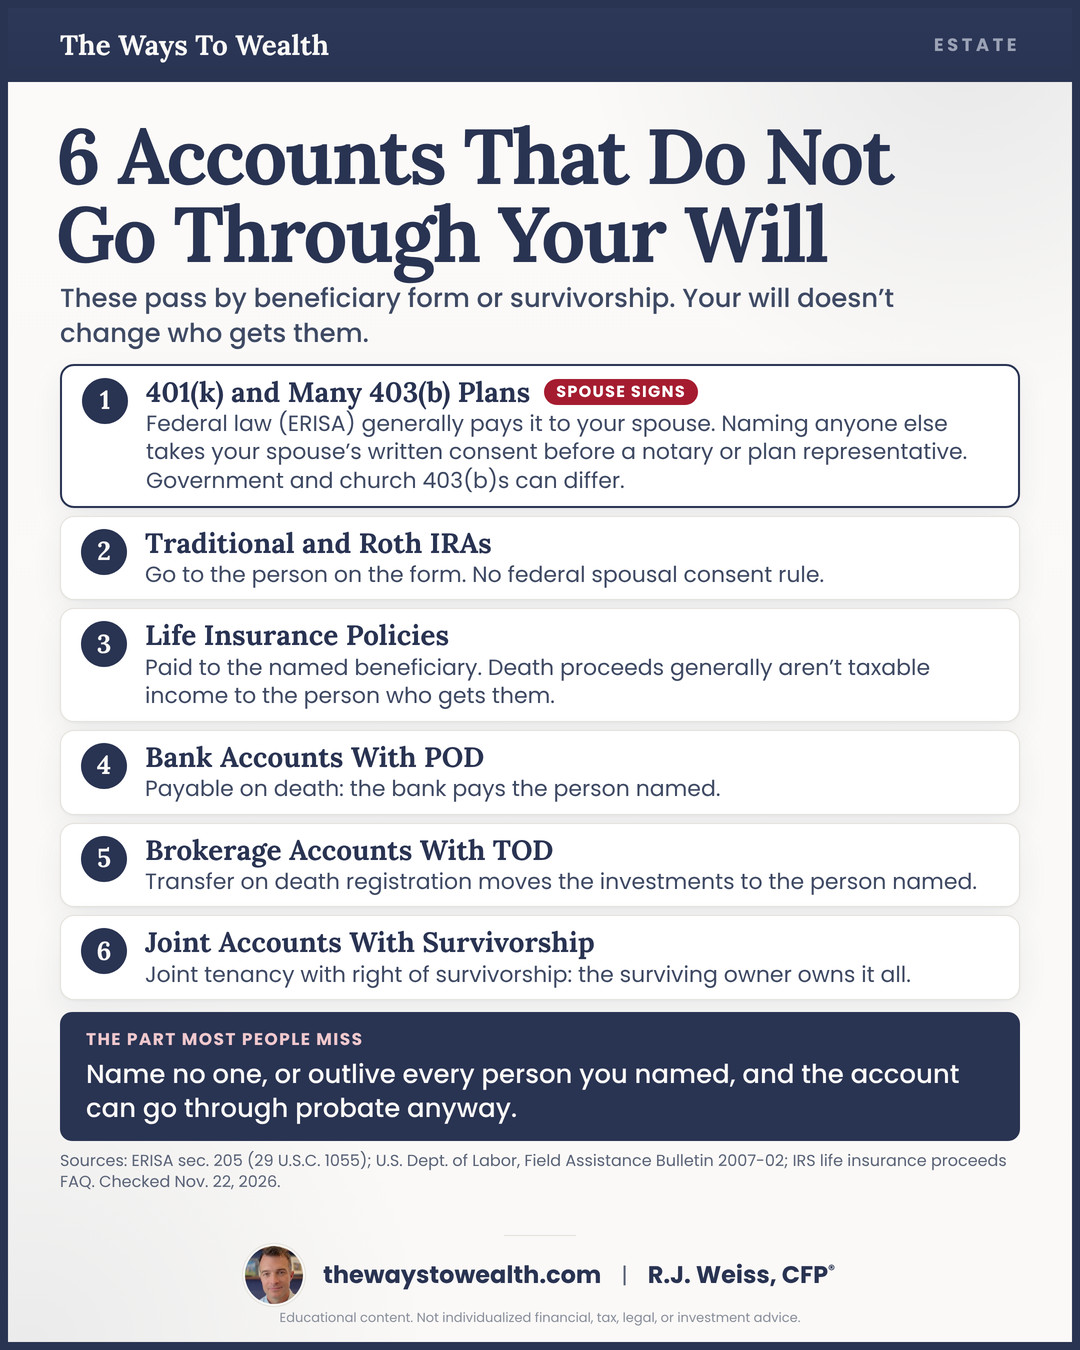 The Ways To Wealth
ESTATE
6 Accounts That Do Not
Go Through Your Will
These pass by beneficiary form or survivorship. Your will doesn’t
change who gets them.
1
401(k) and Many 403(b) Plans
SPOUSE SIGNS
Federal law (ERISA) generally pays it to your spouse. Naming anyone else
takes your spouse’s written consent before a notary or plan representative.
Government and church 403(b)s can differ.
2
Traditional and Roth IRAs
Go to the person on the form. No federal spousal consent rule.
3
Life Insurance Policies
Paid to the named beneficiary. Death proceeds generally aren’t taxable
income to the person who gets them.
4
Bank Accounts With POD
Payable on death: the bank pays the person named.
5
Brokerage Accounts With TOD
Transfer on death registration moves the investments to the person named.
6
Joint Accounts With Survivorship
Joint tenancy with right of survivorship: the surviving owner owns it all.
THE PART MOST PEOPLE MISS
Name no one, or outlive every person you named, and the account
can go through probate anyway.
Sources: ERISA sec. 205 (29 U.S.C. 1055); U.S. Dept. of Labor, Field Assistance Bulletin 2007-02; IRS life insurance proceeds
FAQ. Checked Nov. 22, 2026.
thewaystowealth.com | R.J. Weiss, CFP®
Educational content. Not individualized financial, tax, legal, or investment advice.